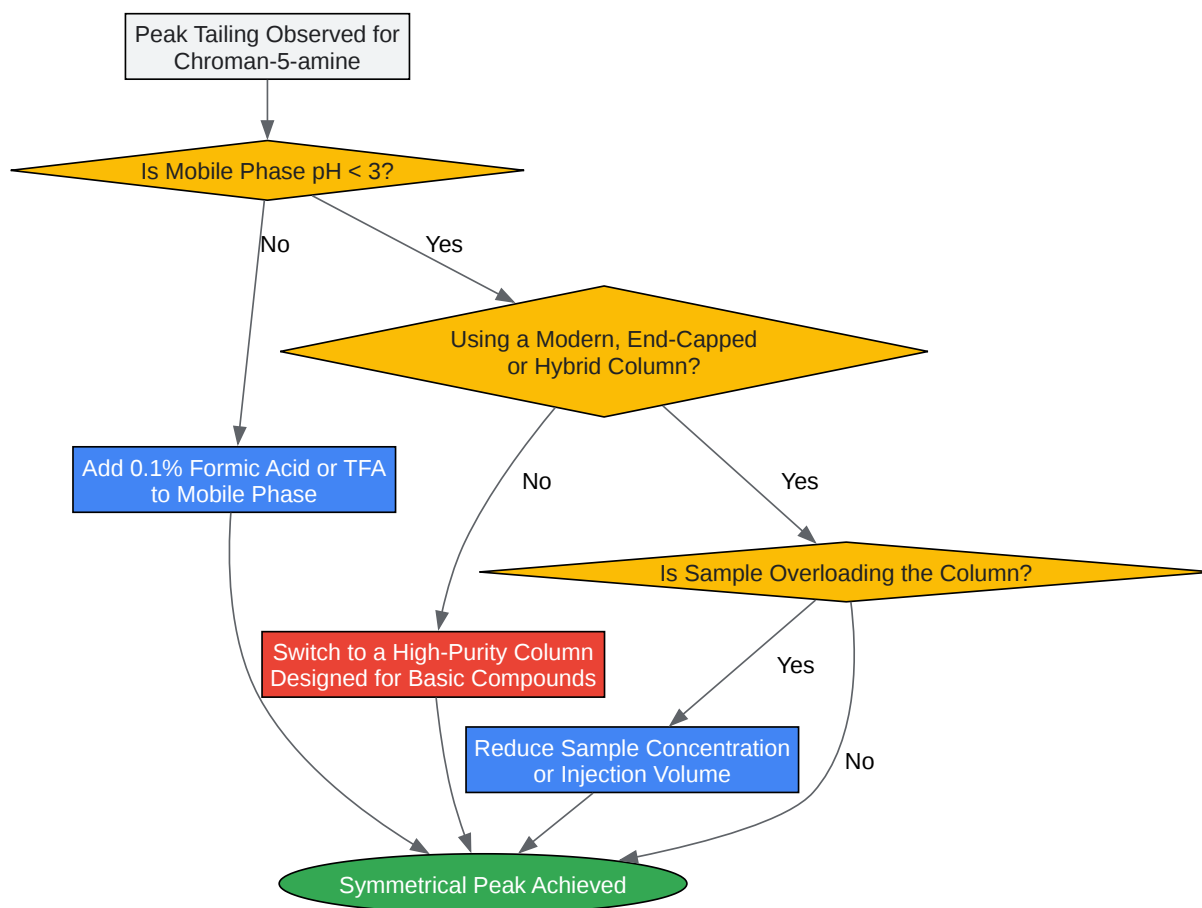 Peak Tailing Observed for
Chroman-5-amine
Is Mobile Phase pH < 3?
No
Yes
Using a Modern, End-Capped
or Hybrid Column?
Add 0.1% Formic Acid or TFA
to Mobile Phase
No
Yes
Is Sample Overloading the Column?
Switch to a High-Purity Column
Designed for Basic Compounds
Yes
Reduce Sample Concentration
or Injection Volume
No
Symmetrical Peak Achieved